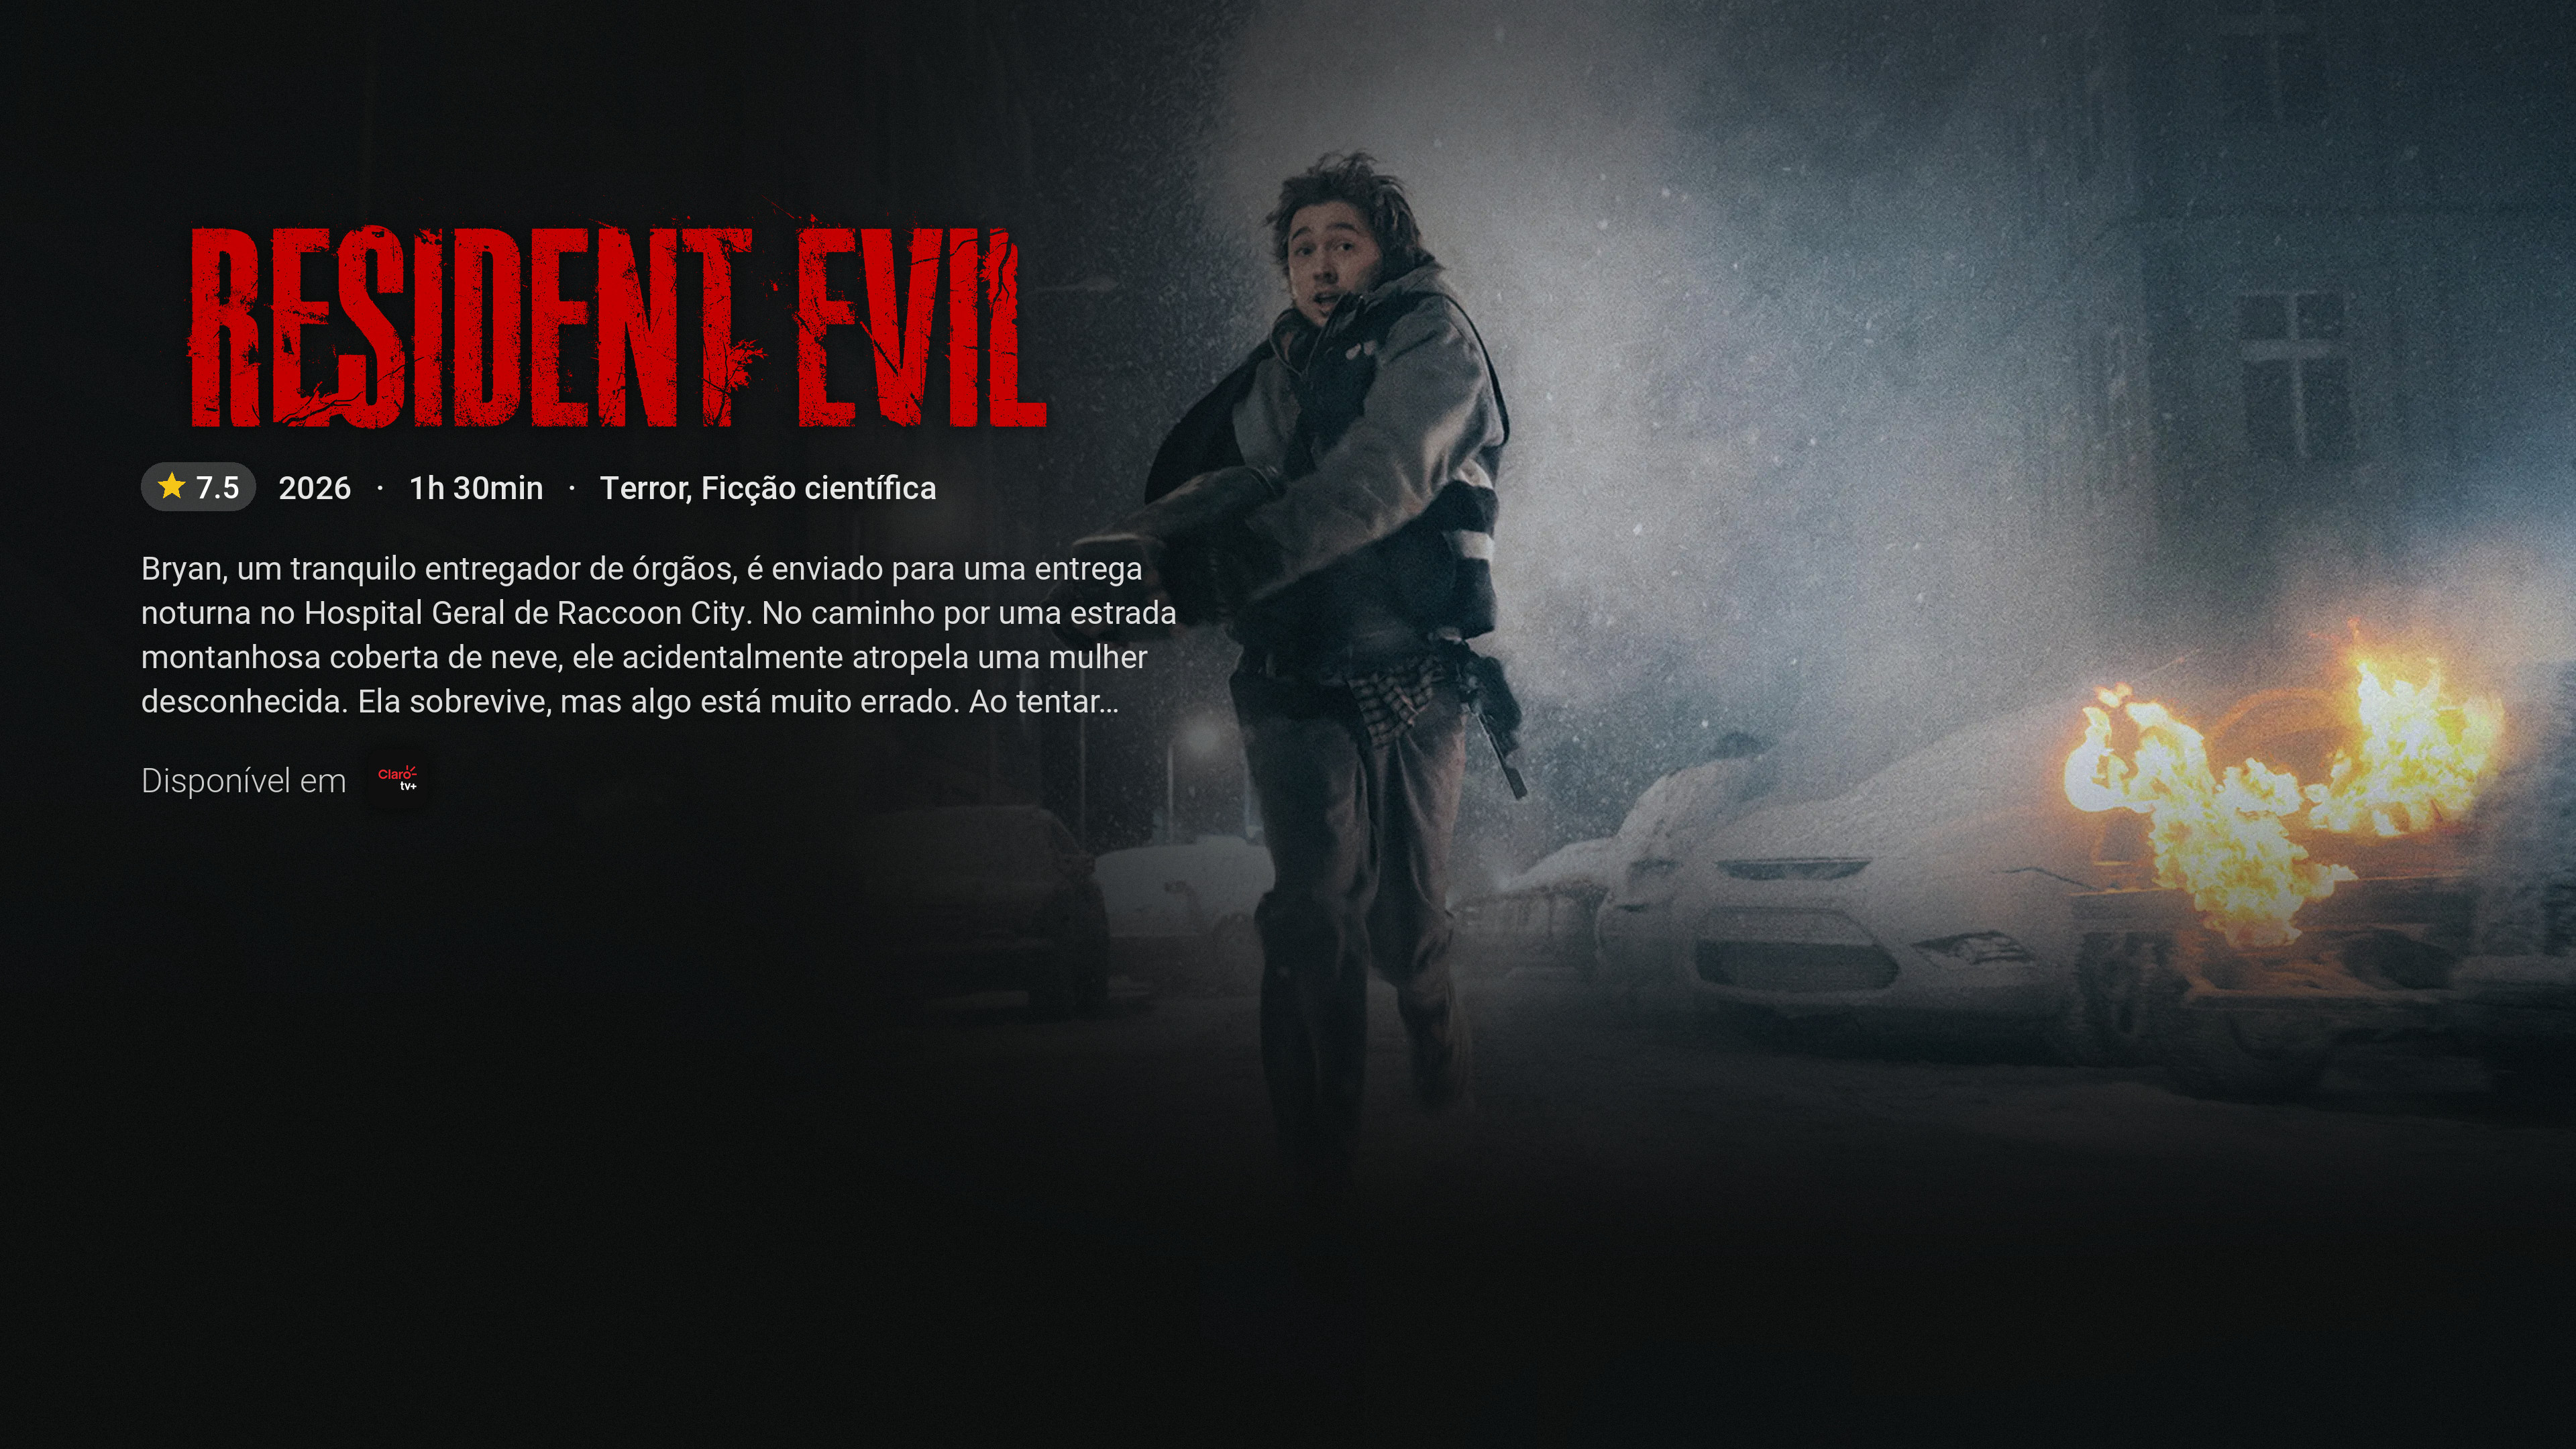 RESIDENT EVIL
7.5 2026 · 1h 30min · Terror, Ficção científica
Bryan, um tranquilo entregador de órgãos, é enviado para uma entrega
noturna no Hospital Geral de Raccoon City. No caminho por uma estrada
montanhosa coberta de neve, ele acidentalmente atropela uma mulher
desconhecida. Ela sobrevive, mas algo está muito errado. Ao tentar...
Disponível em Claro tv+